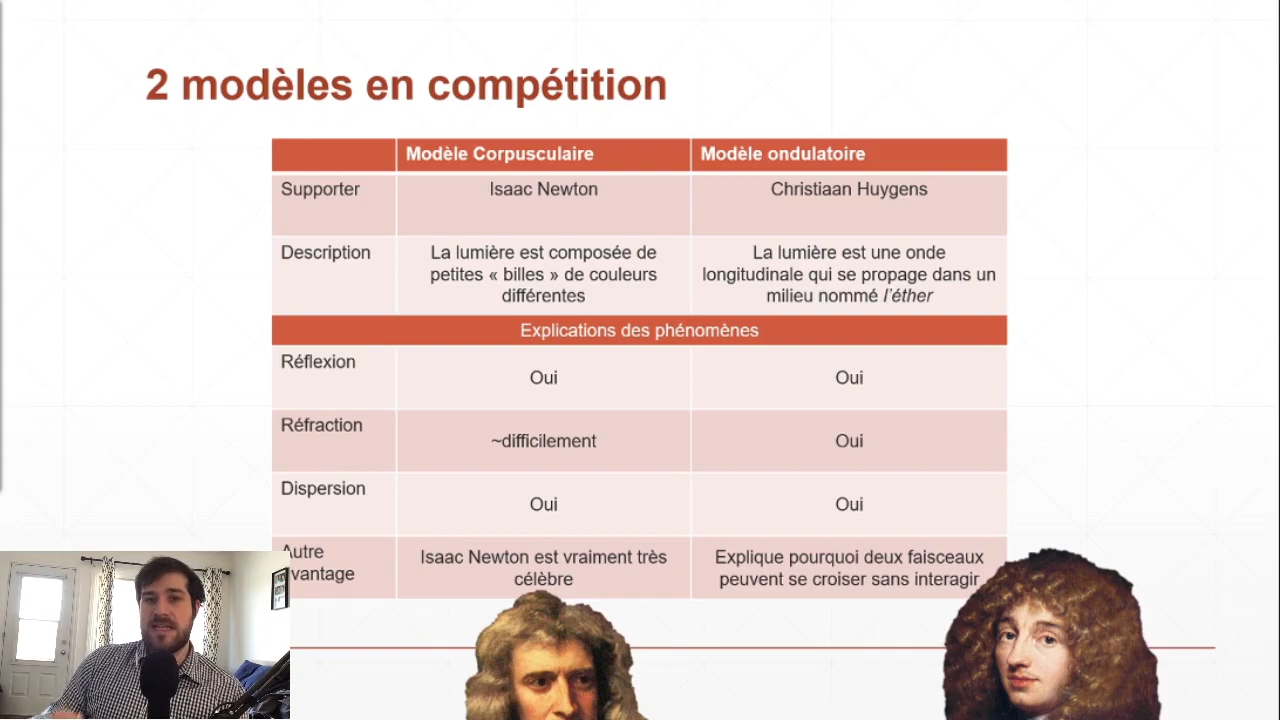 2 modèles en compétition
Modèle Corpusculaire
Modèle ondulatoire
Supporter
Isaac Newton
Christiaan Huygens
Description
La lumière est composée de
petites « billes » de couleurs
différentes
La lumière est une onde
longitudinale qui se propage dans un
milieu nommé l'éther
Explications des phénomènes
Réflexion
Oui
Oui
Réfraction
~difficilement
Oui
Dispersion
Oui
Oui
Autre
vantage
Isaac Newton est vraiment très
célèbre
Explique pourquoi deux faisceaux
peuvent se croiser sans interagir